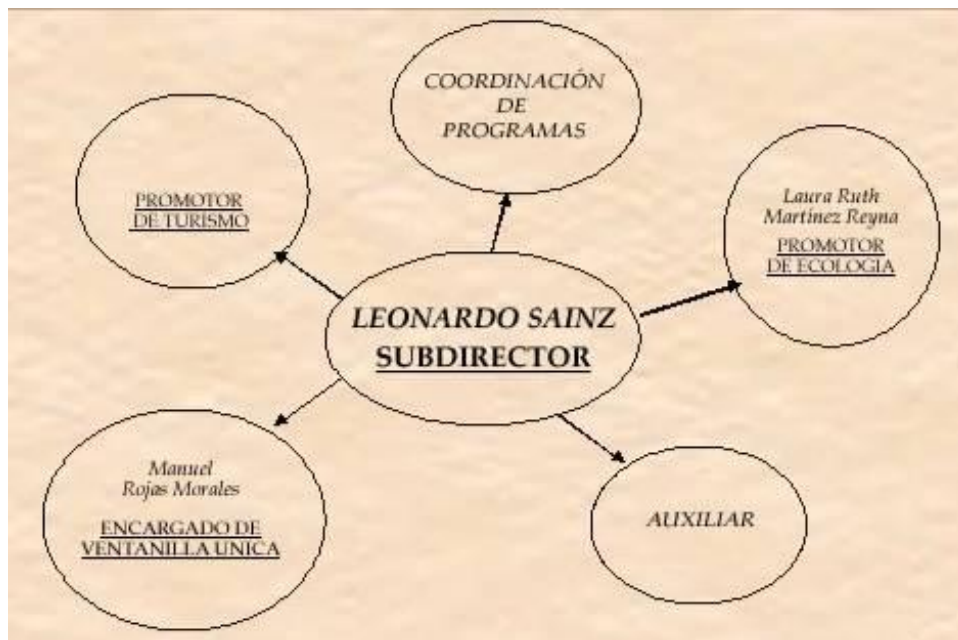 COORDINACIÓN
DE
PROGRAMAS
PROMOTOR
DE TURISMO
Laura Ruth
Martínez Reyna
PROMOTOR
DE ECOLOGIA
LEONARDO SAINZ
SUBDIRECTOR
Manuel
Rojas Morales
ENCARGADO DE
VENTANILLA UNICA
AUXILIAR